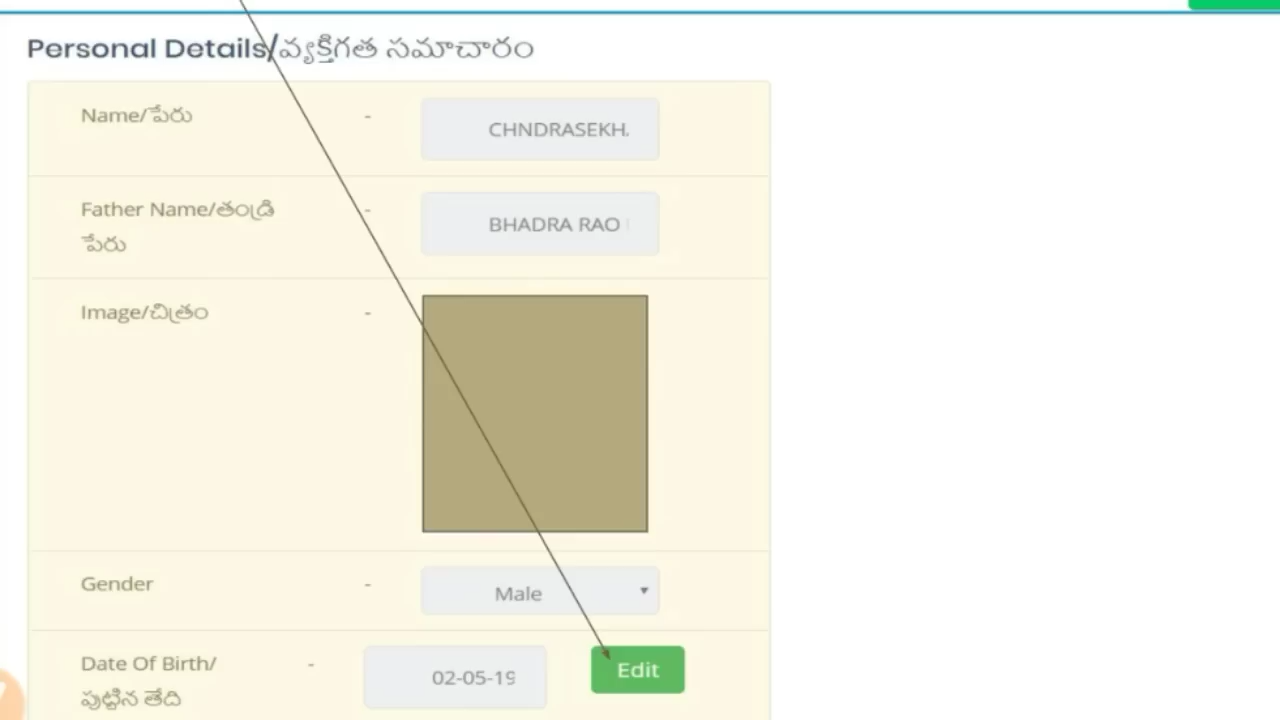 Personal Details/వ్యక్తిగత సమాచారం
Name/పేరు - CHNDRASEKH
Father Name/తండ్రి - BHADRA RAO
పేరు
Image/చిత్రం -
Gender - Male
Date Of Birth/ - 02-05-19 Edit
పుట్టిన తేది